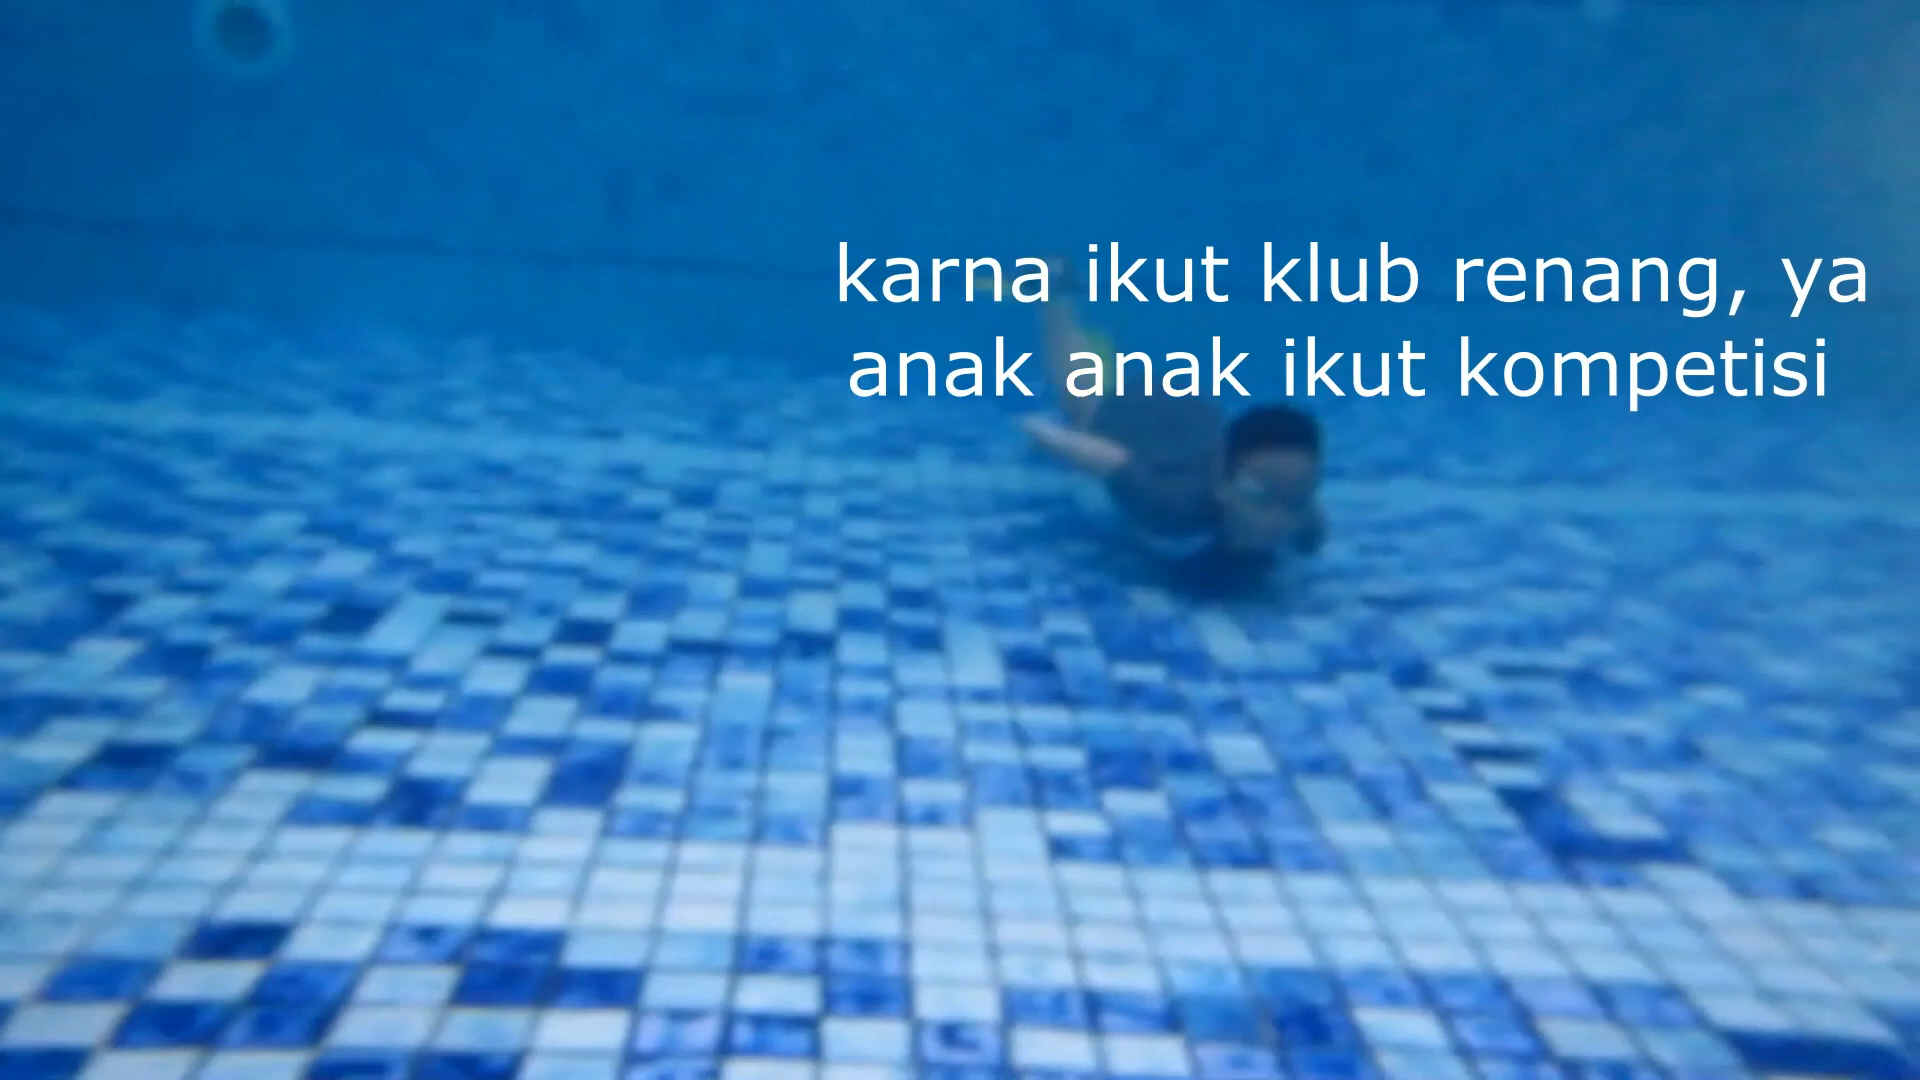 karna ikut klub renang, ya
anak anak ikut kompetisi